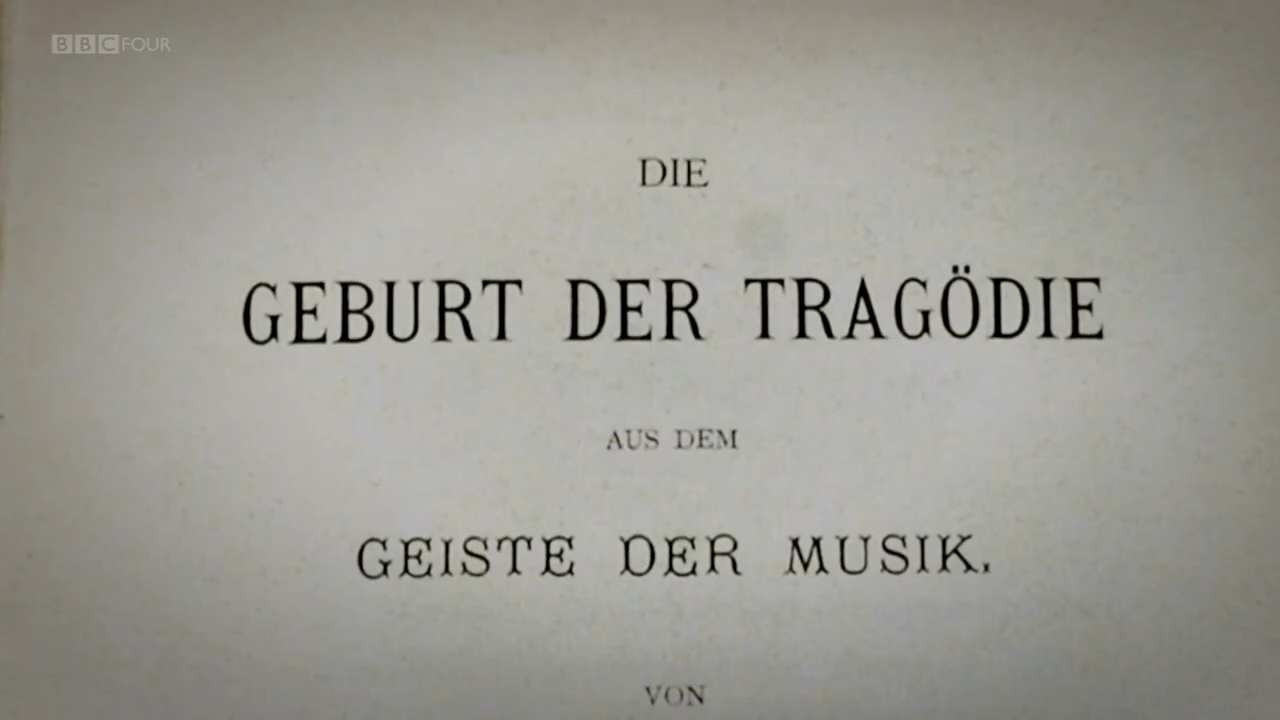 BBC FOUR
DIE
GEBURT DER TRAGÖDIE
AUS DEM
GEISTE DER MUSIK.
VON